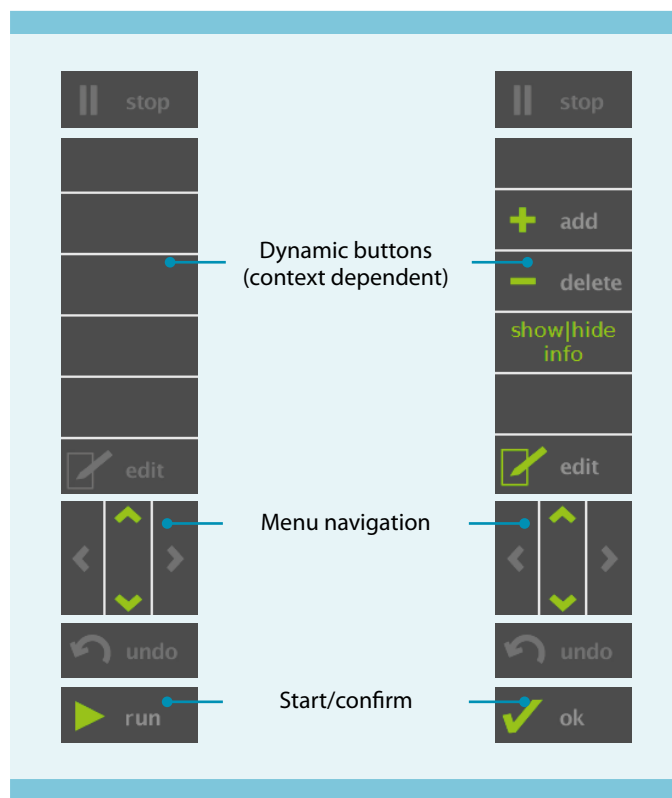 stop
stop
add
Dynamic buttons
(context dependent)
delete
show|hide
info
edit
edit
Menu navigation
undo
undo
Start/confirm
run
ok